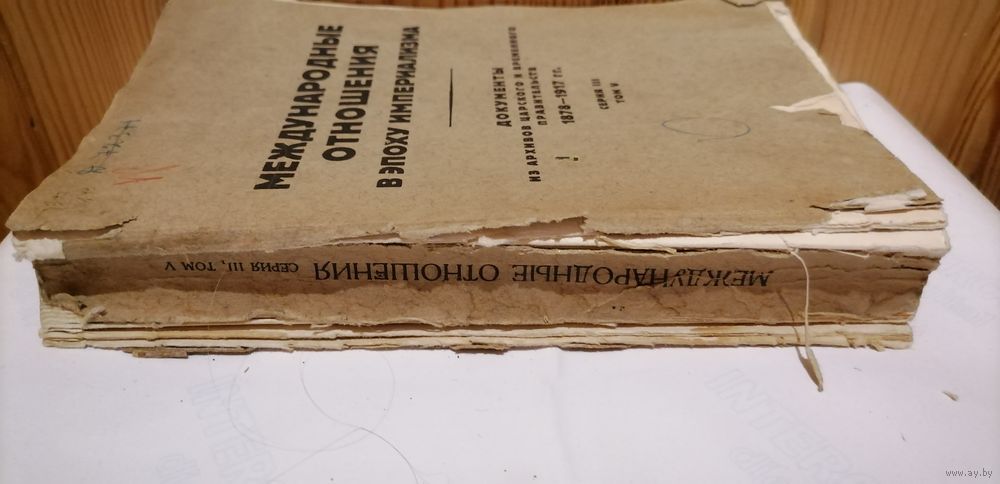 МЕЖДУНАРОДНЫЕ
ОТНОШЕНИЯ
В ЭПОХУ ИМПЕРИАЛИЗМА
ДОКУМЕНТЫ
ИЗ АРХИВОВ ЦАРСКОГО И ВРЕМЕННОГО
ПРАВИТЕЛЬСТВ
1878—1917 гг.
СЕРИЯ III
ТОМ V
МЕЖДУНАРОДНЫЕ ОТНОШЕНИЯ СЕРИЯ III, ТОМ V
www.ay.by